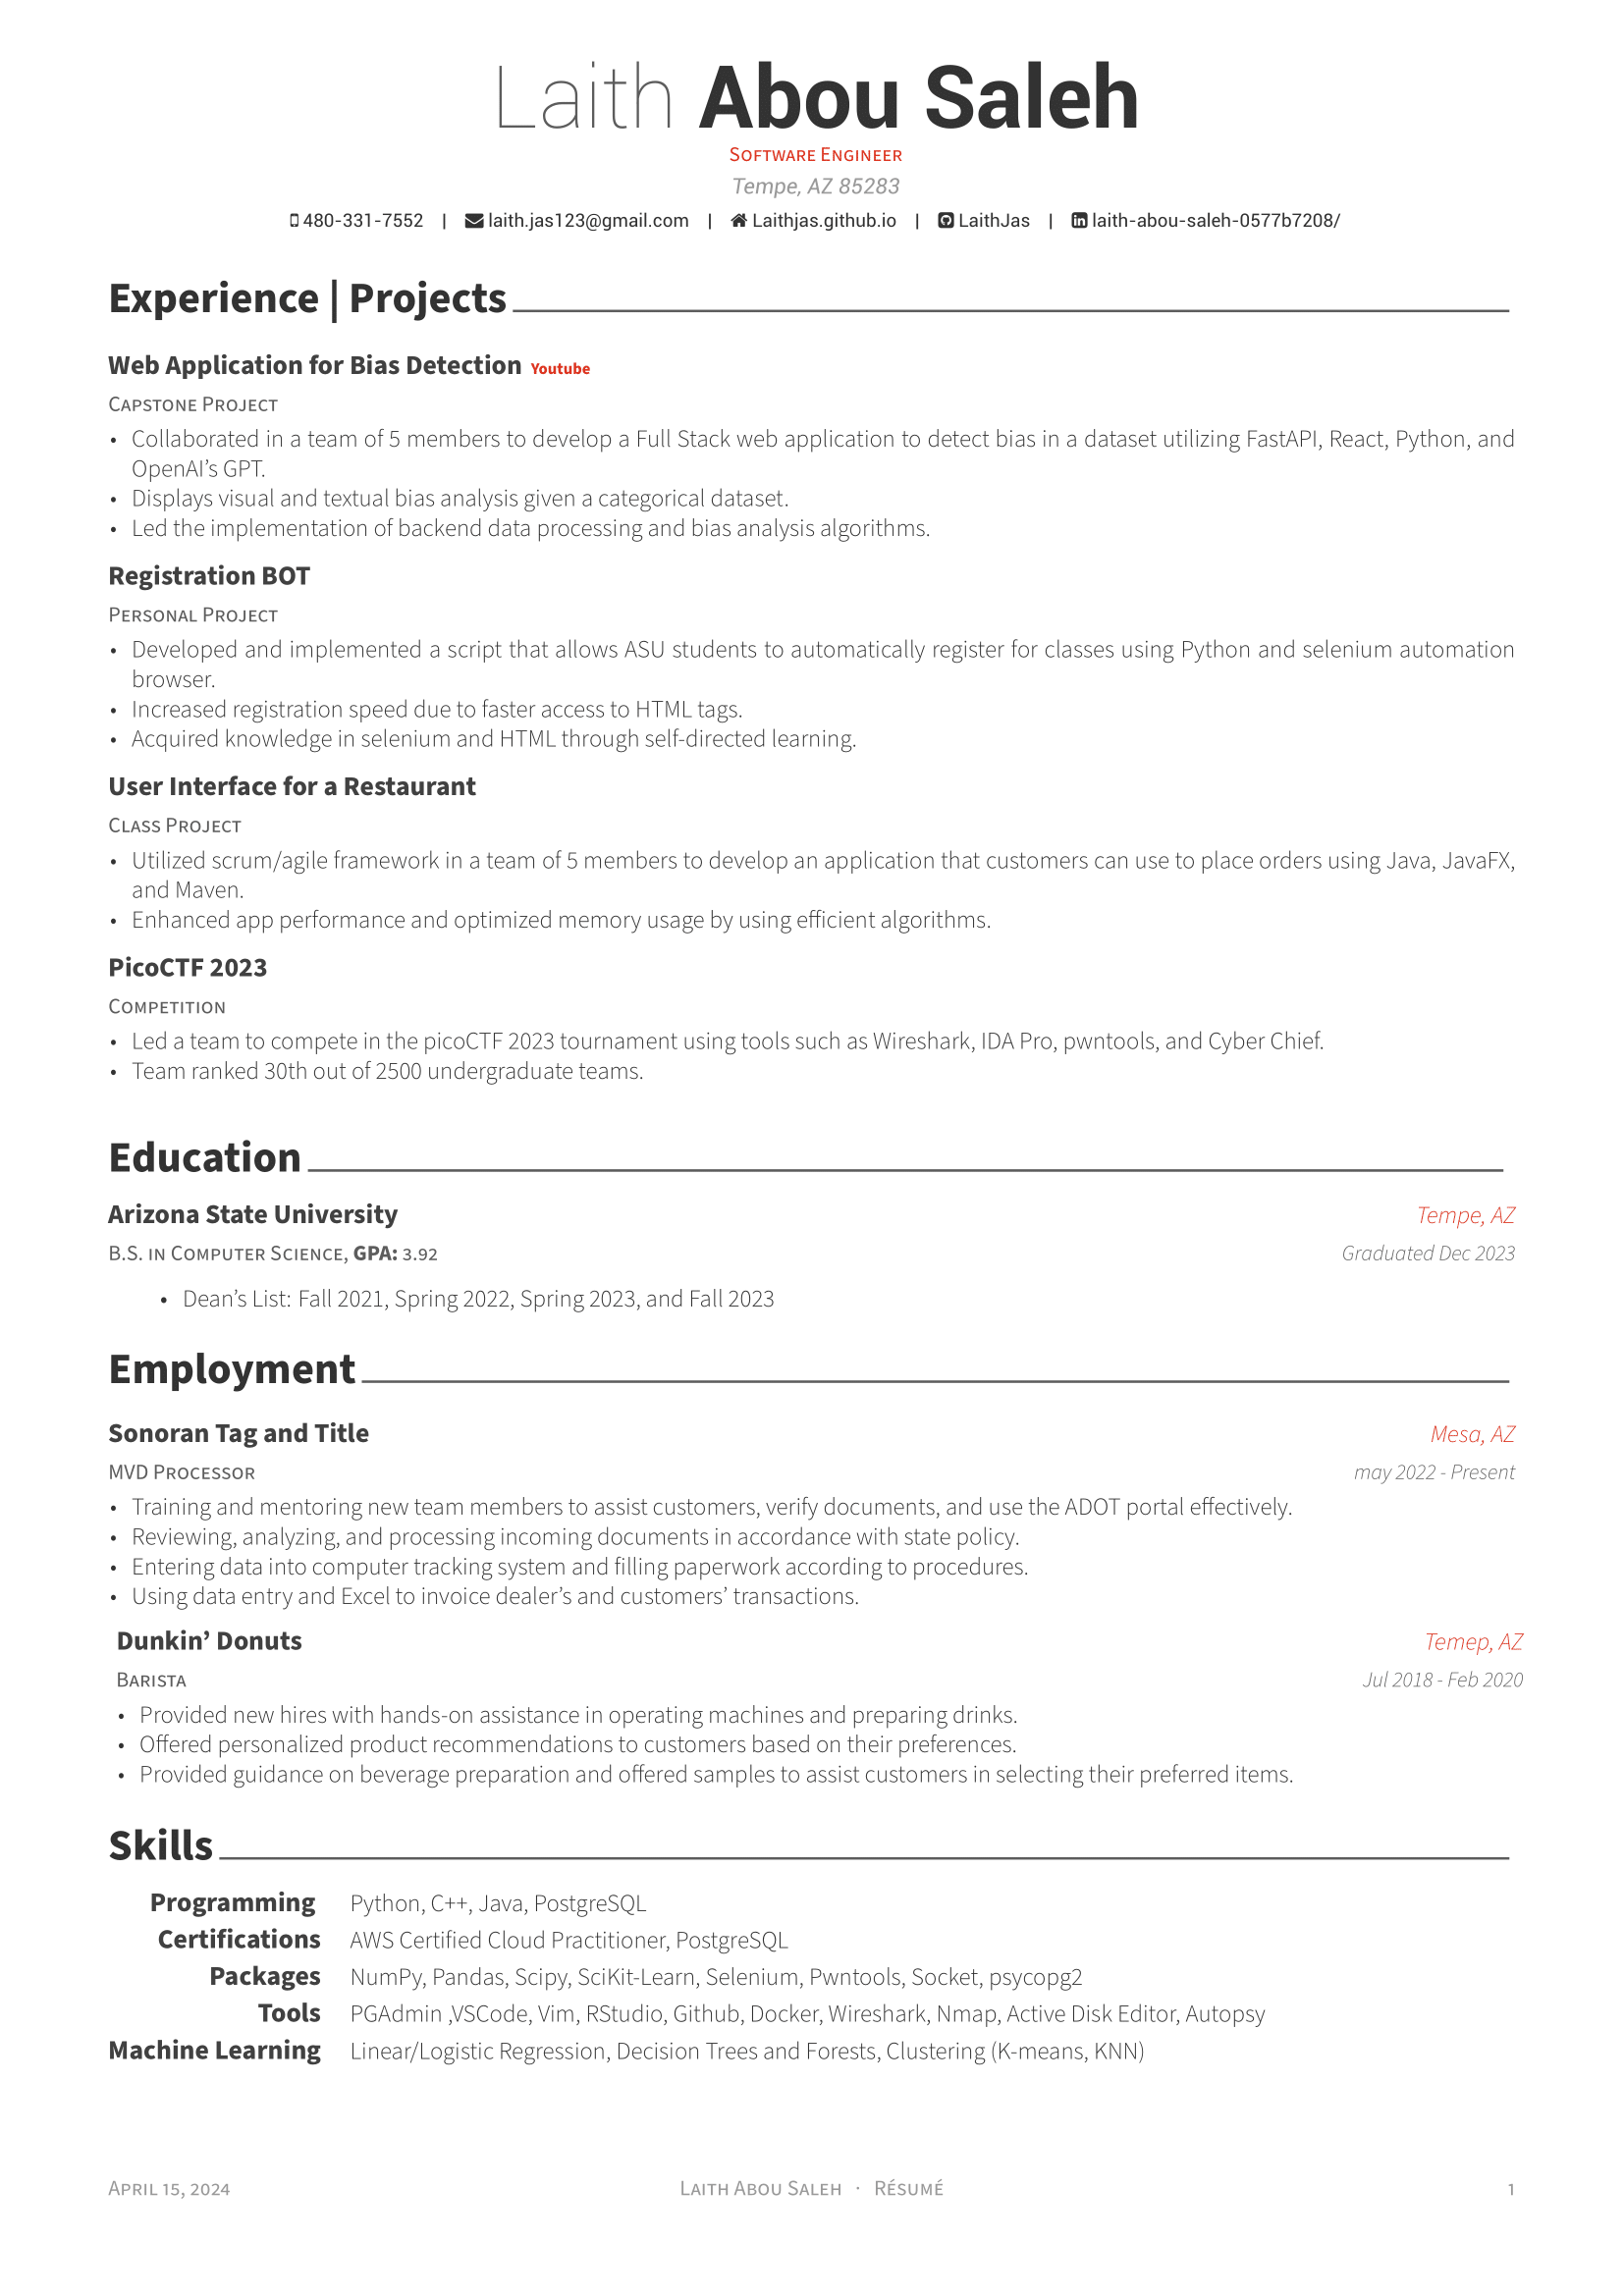 Laith Abou Saleh
Software Engineer
Tempe, AZ 85283
480-331-7552 | laith.jas123@gmail.com | Laithjas.github.io | LaithJas | laith-abou-saleh-0577b7208/
Experience | Projects
Web Application for Bias Detection Youtube
Capstone Project
• Collaborated in a team of 5 members to develop a Full Stack web application to detect bias in a dataset utilizing FastAPI, React, Python, and
OpenAI’s GPT.
• Displays visual and textual bias analysis given a categorical dataset.
• Led the implementation of backend data processing and bias analysis algorithms.
Registration BOT
Personal Project
• Developed and implemented a script that allows ASU students to automatically register for classes using Python and selenium automation
browser.
• Increased registration speed due to faster access to HTML tags.
• Acquired knowledge in selenium and HTML through self-directed learning.
User Interface for a Restaurant
Class Project
• Utilized scrum/agile framework in a team of 5 members to develop an application that customers can use to place orders using Java, JavaFX,
and Maven.
• Enhanced app performance and optimized memory usage by using efficient algorithms.
PicoCTF 2023
Competition
• Led a team to compete in the picoCTF 2023 tournament using tools such as Wireshark, IDA Pro, pwntools, and Cyber Chief.
• Team ranked 30th out of 2500 undergraduate teams.
Education
Arizona State University Tempe, AZ
B.S. in Computer Science, GPA: 3.92 Graduated Dec 2023
• Dean’s List: Fall 2021, Spring 2022, Spring 2023, and Fall 2023
Employment
Sonoran Tag and Title Mesa, AZ
MVD Processor may 2022 - Present
• Training and mentoring new team members to assist customers, verify documents, and use the ADOT portal effectively.
• Reviewing, analyzing, and processing incoming documents in accordance with state policy.
• Entering data into computer tracking system and filling paperwork according to procedures.
• Using data entry and Excel to invoice dealer’s and customers’ transactions.
Dunkin’ Donuts Temep, AZ
Barista Jul 2018 - Feb 2020
• Provided new hires with hands-on assistance in operating machines and preparing drinks.
• Offered personalized product recommendations to customers based on their preferences.
• Provided guidance on beverage preparation and offered samples to assist customers in selecting their preferred items.
Skills
Programming Python, C++, Java, PostgreSQL
Certifications AWS Certified Cloud Practitioner, PostgreSQL
Packages NumPy, Pandas, Scipy, SciKit-Learn, Selenium, Pwntools, Socket, psycopg2
Tools PGAdmin ,VSCode, Vim, RStudio, Github, Docker, Wireshark, Nmap, Active Disk Editor, Autopsy
Machine Learning Linear/Logistic Regression, Decision Trees and Forests, Clustering (K-means, KNN)
April 15, 2024 Laith Abou Saleh · Résumé 1